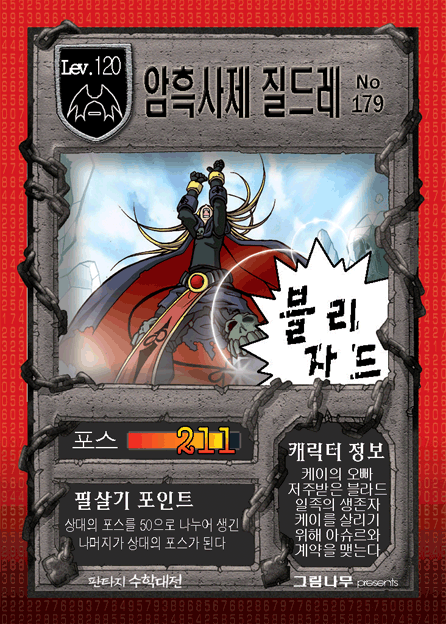 Lev.120
암흑사제 질드레
No.
179
블리
자드
포스 211
필살기 포인트
상대의 포스를 50으로 나누어 생긴
나머지가 상대의 포스가 된다
캐릭터 정보
케이의 오빠
저주받은 블라드
일족의 생존자
케이를 살리기
위해 아슈르와
계약을 맺는다
판타지 수학대전
그림나무 presents